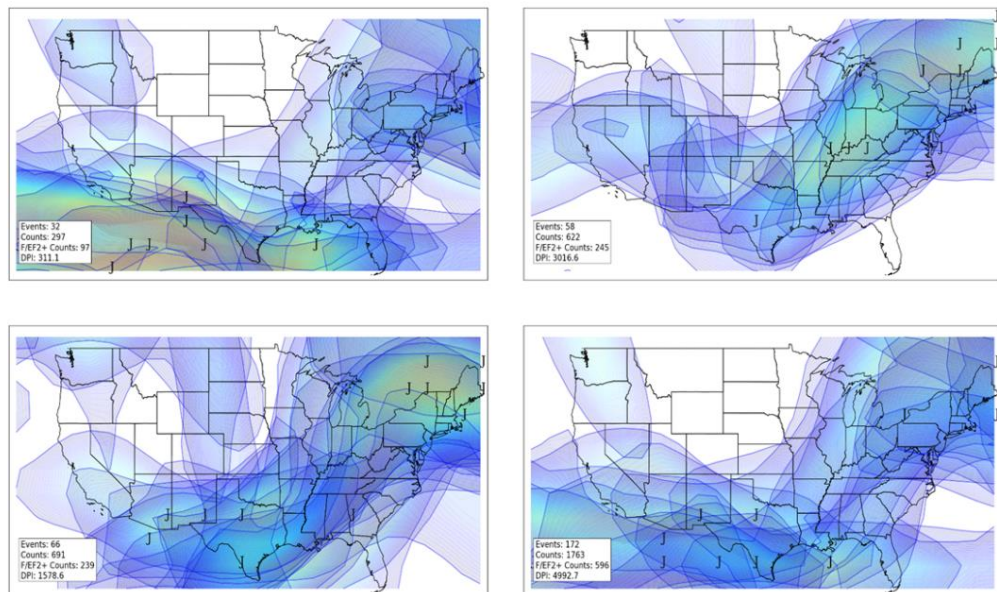 J
J
J
J
J
J J J J
J
Events: 32
Counts: 297
F/EF2+ Counts: 97
DPI: 311.1
J
J J
J J J
J
Events: 58
Counts: 622
F/EF2+ Counts: 245
DPI: 3016.6
J J
J J J
J J J
J
J
Events: 66
Counts: 691
F/EF2+ Counts: 239
DPI: 1578.6
J
J J
J
J J J
Events: 172
Counts: 1763
F/EF2+ Counts: 596
DPI: 4992.7